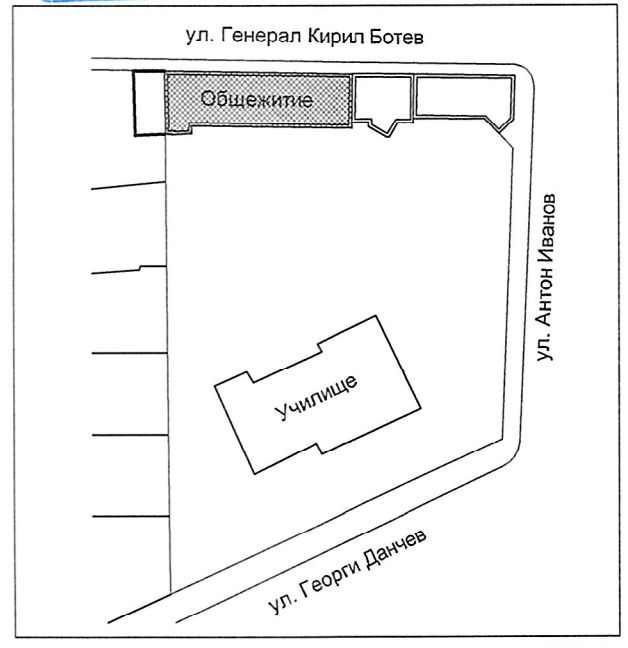 ул. Генерал Кирил Ботев
Общежитие
ул. Антон Иванов
Училище
ул. Георги Данчев